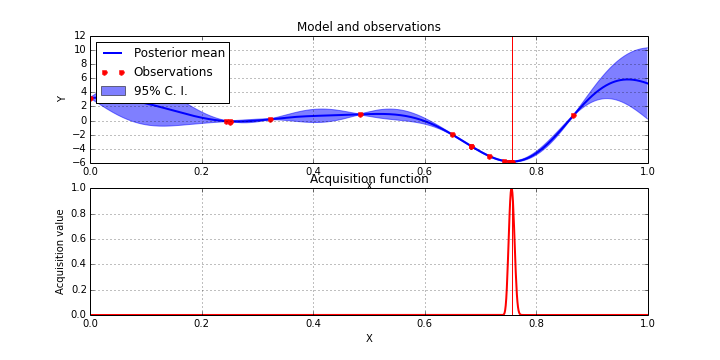 Model and observations
12
10
8
6
4
2
0
−2
−4
−6
Y
Posterior mean
Observations
95% C. I.
0.0 0.2 0.4 0.6 0.8 1.0
X
Acquisition function
1.0
0.8
0.6
0.4
0.2
0.0
Acquisition value
0.0 0.2 0.4 0.6 0.8 1.0
X